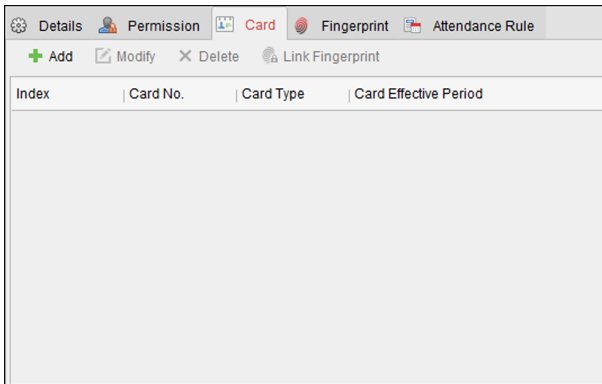 Details Permission Card Fingerprint Attendance Rule
Add Modify Delete Link Fingerprint
Index Card No. Card Type Card Effective Period